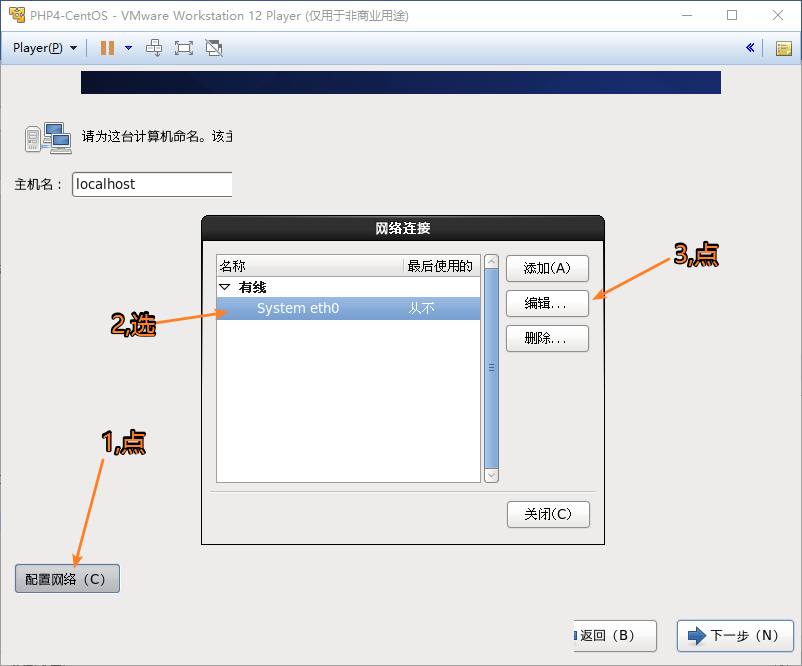 PHP4-CentOS - VMware Workstation 12 Player (仅用于非商业用途)
Player(P)
请为这台计算机命名。该主
主机名： localhost
网络连接
名称 最后使用的
有线
System eth0 从不
添加(A)
编辑...
删除...
关闭(C)
1,点
2,选
3,点
配置网络（C）
返回（B）
下一步（N）